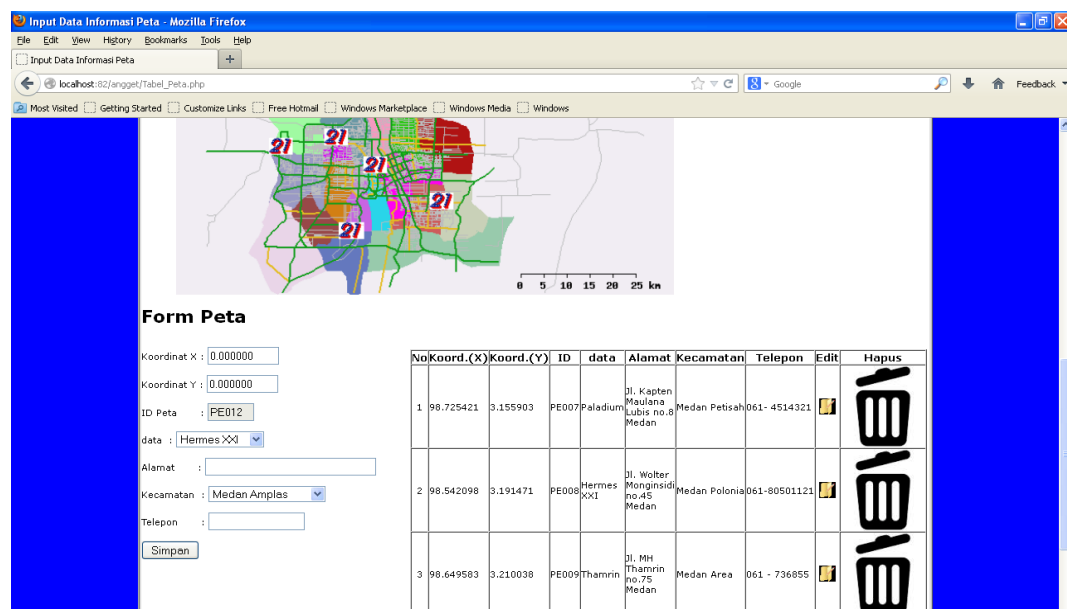 Input Data Informasi Peta - Mozilla Firefox
File Edit View History Bookmarks Tools Help
Input Data Informasi Peta +
localhost:82/angget/Tabel_Peta.php
Google
Feedback
Most Visited Getting Started Customize Links Free Hotmail Windows Marketplace Windows Media Windows
21
21
21
21
21
0 5 10 15 20 25 km
Form Peta
Koordinat X : 0.000000
Koordinat Y : 0.000000
ID Peta : PE012
data : Hermes XXI
Alamat :
Kecamatan : Medan Amplas
Telepon :
Simpan
No Koord.(X) Koord.(Y) ID data Alamat Kecamatan Telepon Edit Hapus
1 98.725421 3.155903 PE007 Paladium Jl. Kapten Maulana Lubis no.8 Medan Medan Petisah 061- 4514321
2 98.542098 3.191471 PE008 Hermes XXI Jl. Wolter Monginsidi no.45 Medan Medan Polonia 061-80501121
3 98.649583 3.210038 PE009 Thamrin Jl. MH Thamrin no.75 Medan Medan Area 061 - 736855